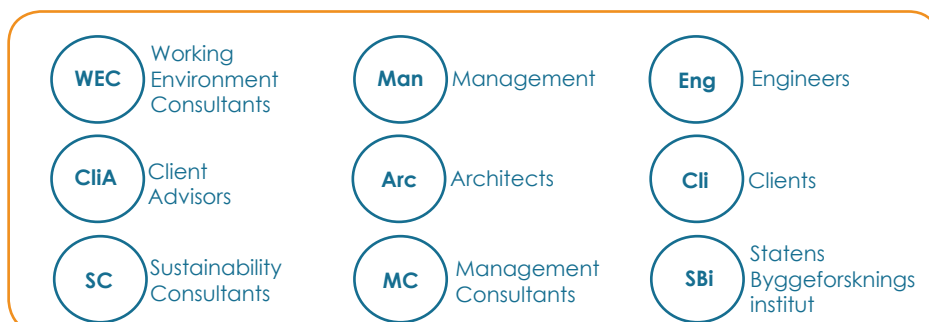 WEC
Working
Environment
Consultants
Man
Management
Eng
Engineers
CliA
Client
Advisors
Arc
Architects
Cli
Clients
SC
Sustainability
Consultants
MC
Management
Consultants
SBi
Statens
Byggeforsknings
institut